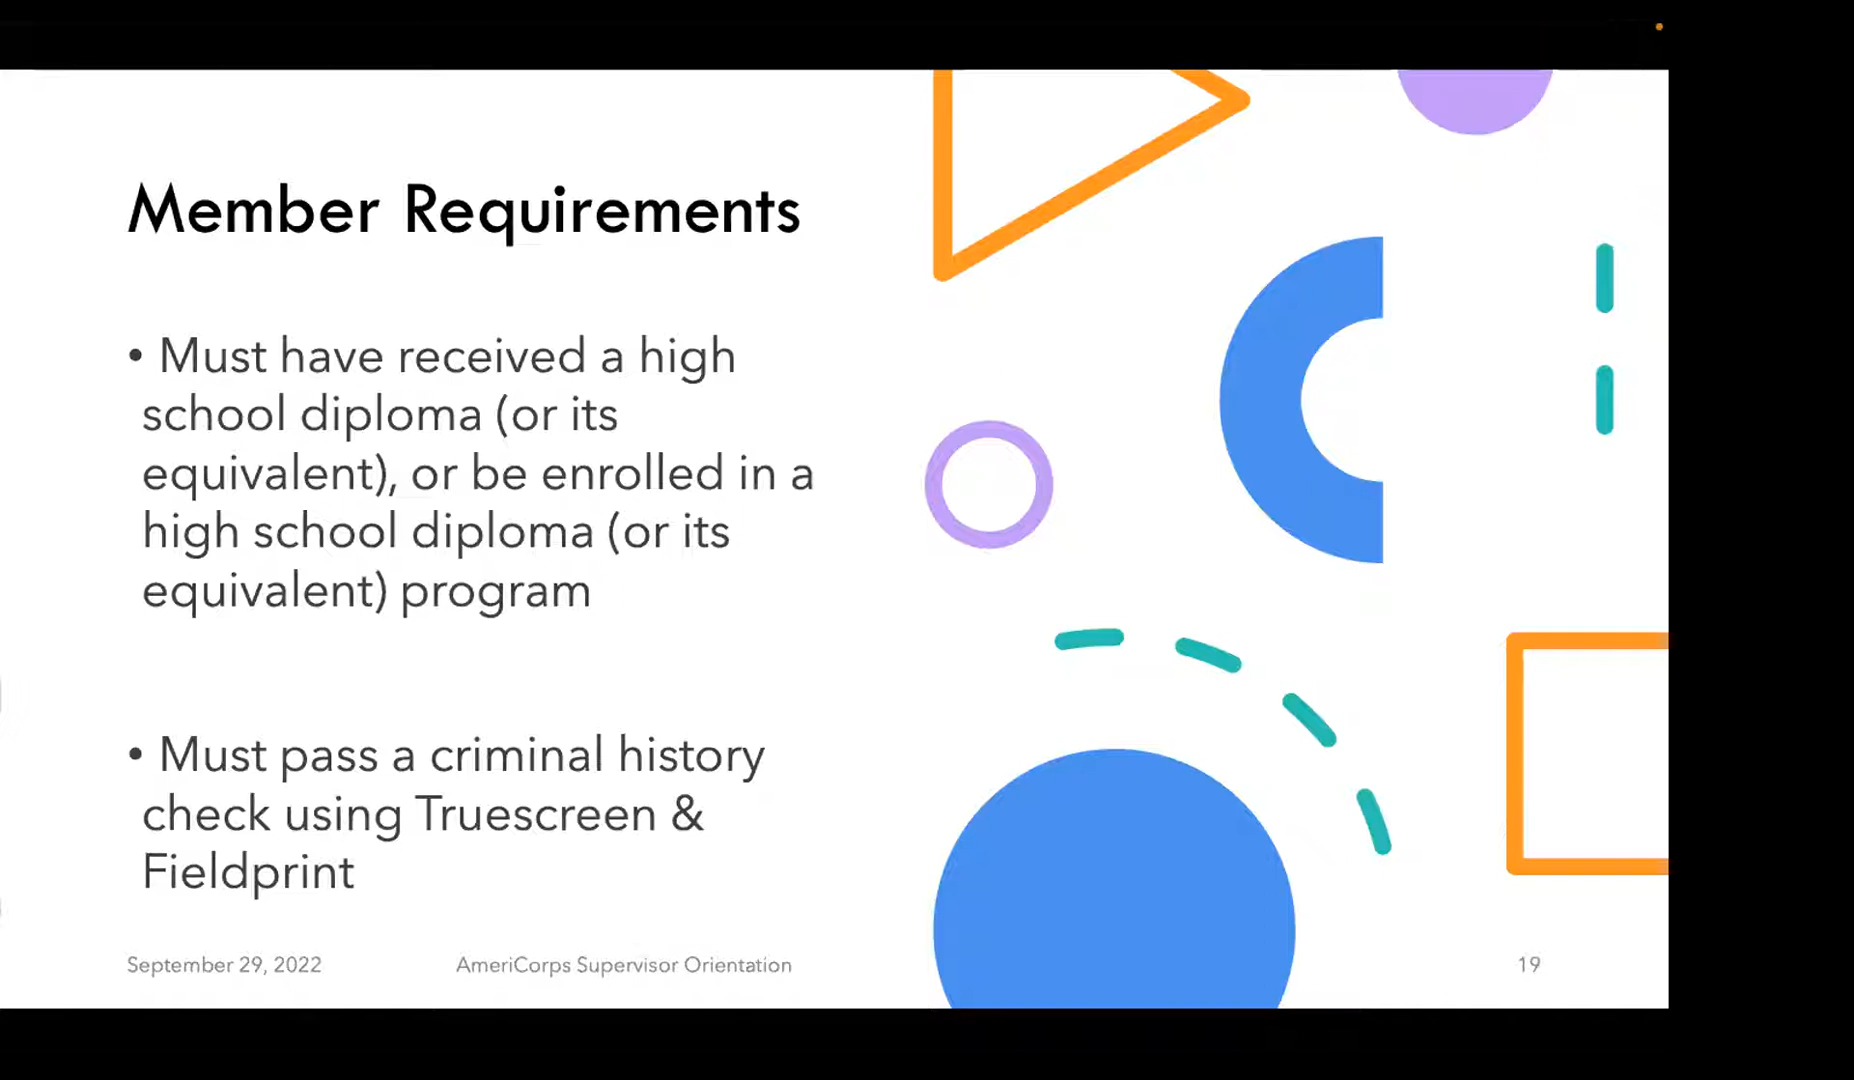 Member Requirements
• Must have received a high
school diploma (or its
equivalent), or be enrolled in a
high school diploma (or its
equivalent) program
• Must pass a criminal history
check using Truescreen &
Fieldprint
September 29, 2022
AmeriCorps Supervisor Orientation
19